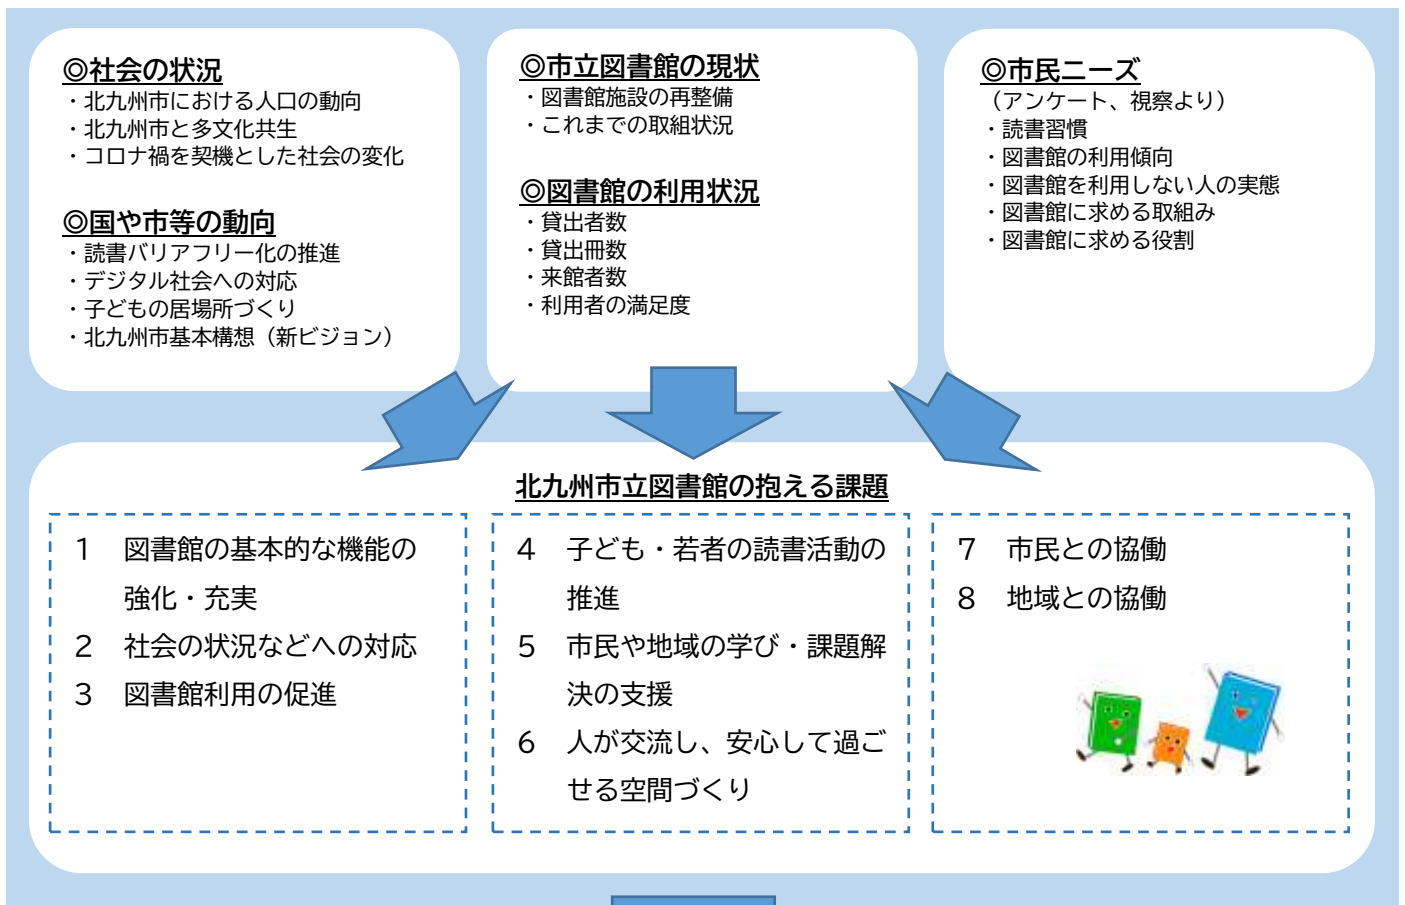 ◎社会の状況
・北九州市における人口の動向
・北九州市と多文化共生
・コロナ禍を契機とした社会の変化
◎国や市等の動向
・読書バリアフリー化の推進
・デジタル社会への対応
・子どもの居場所づくり
・北九州市基本構想（新ビジョン）
◎市立図書館の現状
・図書館施設の再整備
・これまでの取組状況
◎図書館の利用状況
・貸出者数
・貸出冊数
・来館者数
・利用者の満足度
◎市民ニーズ
（アンケート、視察より）
・読書習慣
・図書館の利用傾向
・図書館を利用しない人の実態
・図書館に求める取組み
・図書館に求める役割
北九州市立図書館の抱える課題
1　図書館の基本的な機能の
強化・充実
2　社会の状況などへの対応
3　図書館利用の促進
4　子ども・若者の読書活動の
推進
5　市民や地域の学び・課題解
決の支援
6　人が交流し、安心して過ご
せる空間づくり
7　市民との協働
8　地域との協働